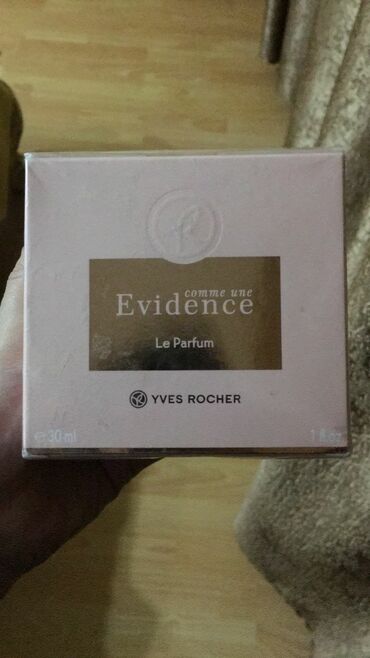 comme une
Evidence
Le Parfum
YVES ROCHER
e 30 ml
1 fl.oz